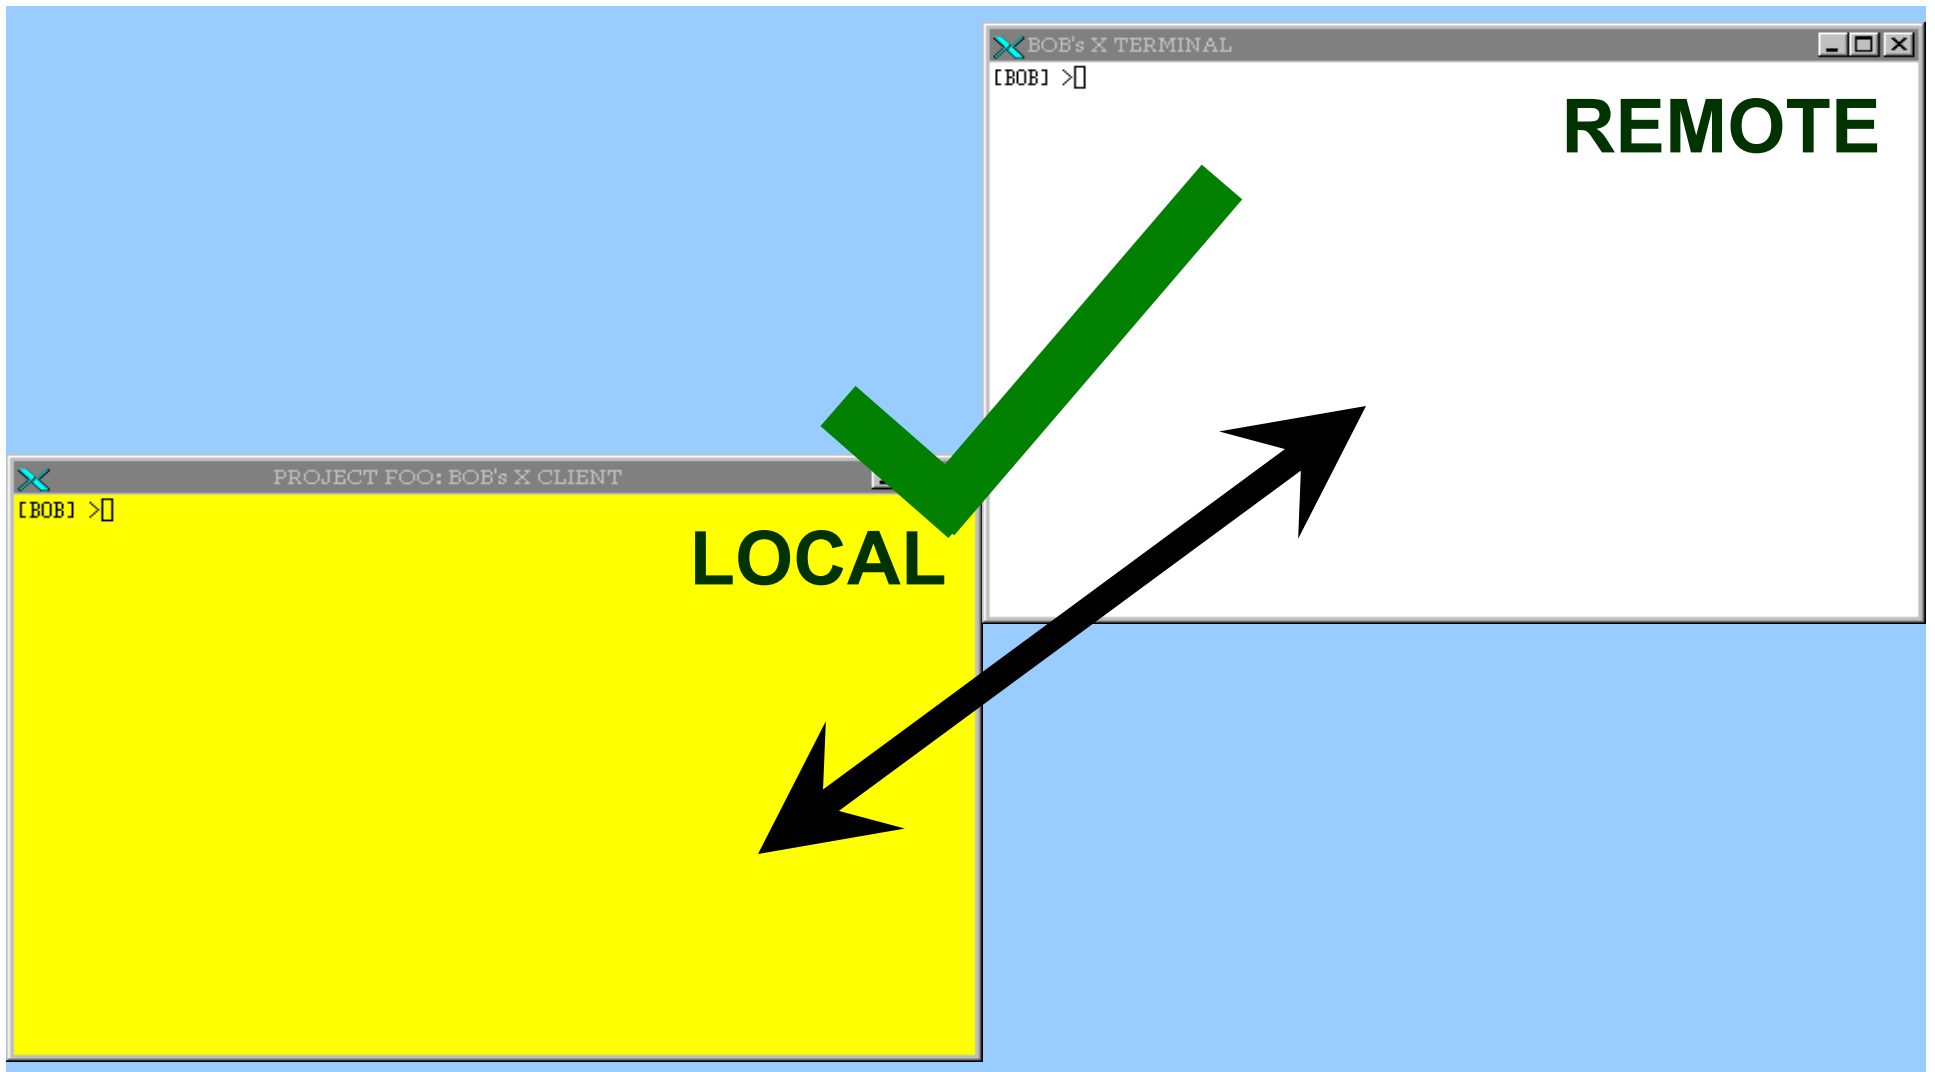 BOB's X TERMINAL
[BOB] >
REMOTE
PROJECT FOO: BOB's X CLIENT
[BOB] >
LOCAL